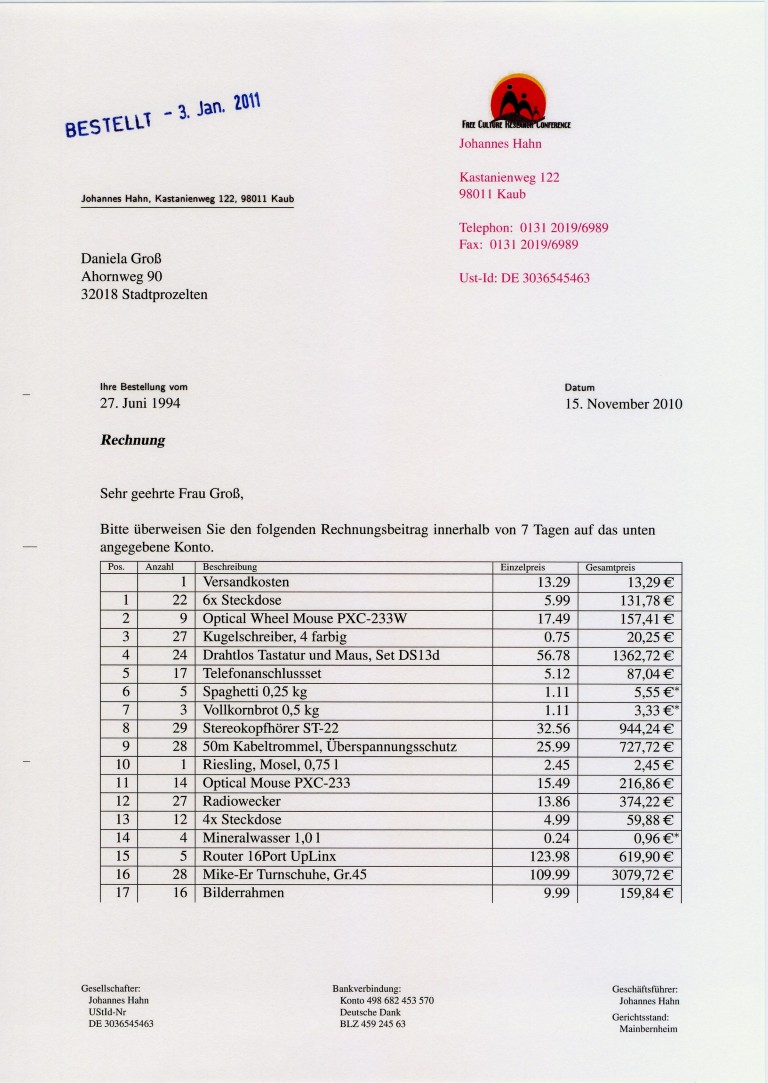 BESTELLT - 3. Jan. 2011
FREE CULTURE RESEARCH CONFERENCE
Johannes Hahn
Kastanienweg 122
98011 Kaub
Telephon: 0131 2019/6989
Fax: 0131 2019/6989
Ust-Id: DE 3036545463
Johannes Hahn, Kastanienweg 122, 98011 Kaub
Daniela Groß
Ahornweg 90
32018 Stadtprozelten
Ihre Bestellung vom Datum
27. Juni 1994 15. November 2010
Rechnung
Sehr geehrte Frau Groß,
Bitte überweisen Sie den folgenden Rechnungsbeitrag innerhalb von 7 Tagen auf das unten
angegebene Konto.
Pos. Anzahl Beschreibung Einzelpreis Gesamtpreis
1 Versandkosten 13.29 13,29 €
1 22 6x Steckdose 5.99 131,78 €
2 9 Optical Wheel Mouse PXC-233W 17.49 157,41 €
3 27 Kugelschreiber, 4 farbig 0.75 20,25 €
4 24 Drahtlos Tastatur und Maus, Set DS13d 56.78 1362,72 €
5 17 Telefonanschlussset 5.12 87,04 €
6 5 Spaghetti 0,25 kg 1.11 5,55 €*
7 3 Vollkornbrot 0,5 kg 1.11 3,33 €*
8 29 Stereokopfhörer ST-22 32.56 944,24 €
9 28 50m Kabeltrommel, Überspannungsschutz 25.99 727,72 €
10 1 Riesling, Mosel, 0,75 l 2.45 2,45 €
11 14 Optical Mouse PXC-233 15.49 216,86 €
12 27 Radiowecker 13.86 374,22 €
13 12 4x Steckdose 4.99 59,88 €
14 4 Mineralwasser 1,0 l 0.24 0,96 €*
15 5 Router 16Port UpLinx 123.98 619,90 €
16 28 Mike-Er Turnschuhe, Gr.45 109.99 3079,72 €
17 16 Bilderrahmen 9.99 159,84 €
Gesellschafter:
Johannes Hahn
UStId-Nr
DE 3036545463
Bankverbindung:
Konto 498 682 453 570
Deutsche Dank
BLZ 459 245 63
Geschäftsführer:
Johannes Hahn
Gerichtsstand:
Mainbernheim